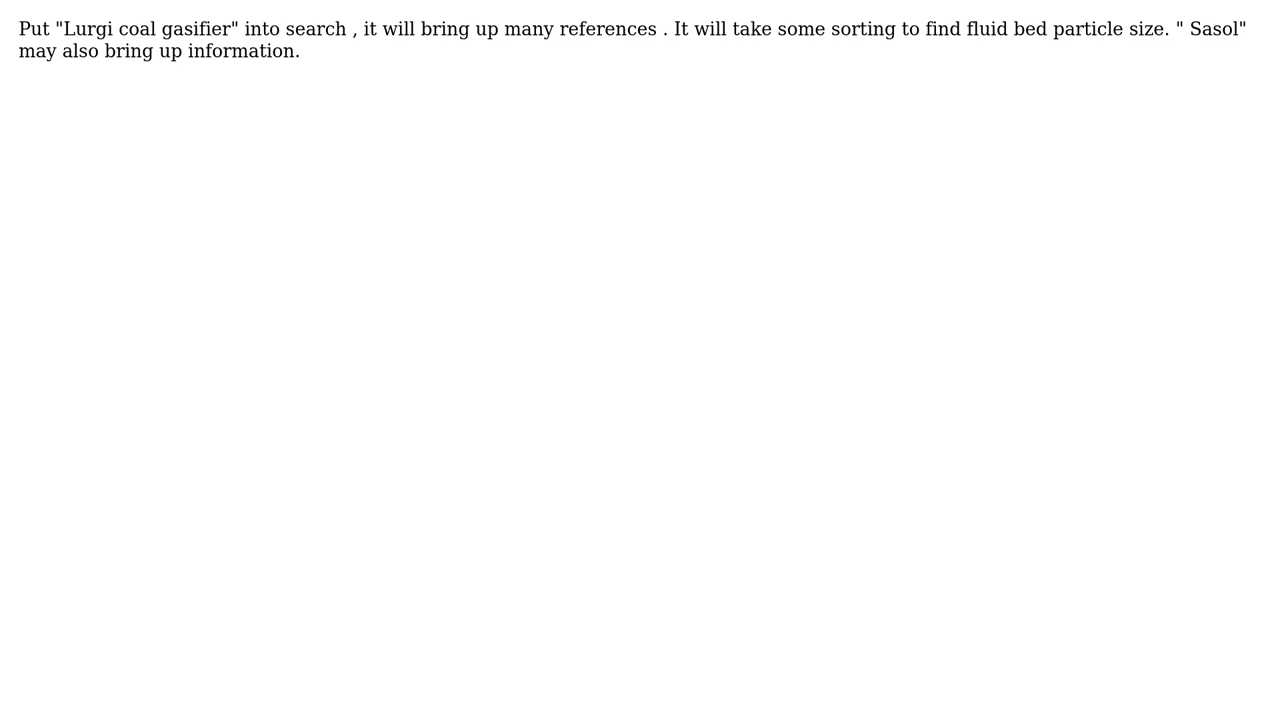 Put "Lurgi coal gasifier" into search , it will bring up many references . It will take some sorting to find fluid bed particle size. " Sasol"
may also bring up information.